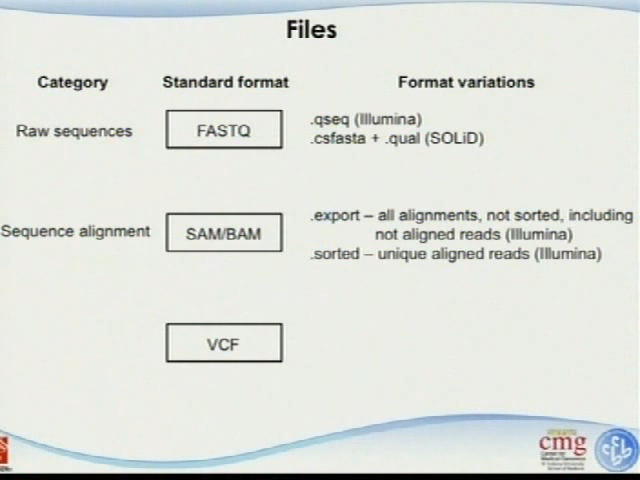 Files
Category Standard format Format variations
Raw sequences FASTQ .qseq (Illumina)
.csfasta + .qual (SOLiD)
Sequence alignment SAM/BAM .export – all alignments, not sorted, including
not aligned reads (Illumina)
.sorted – unique aligned reads (Illumina)
VCF
cmg